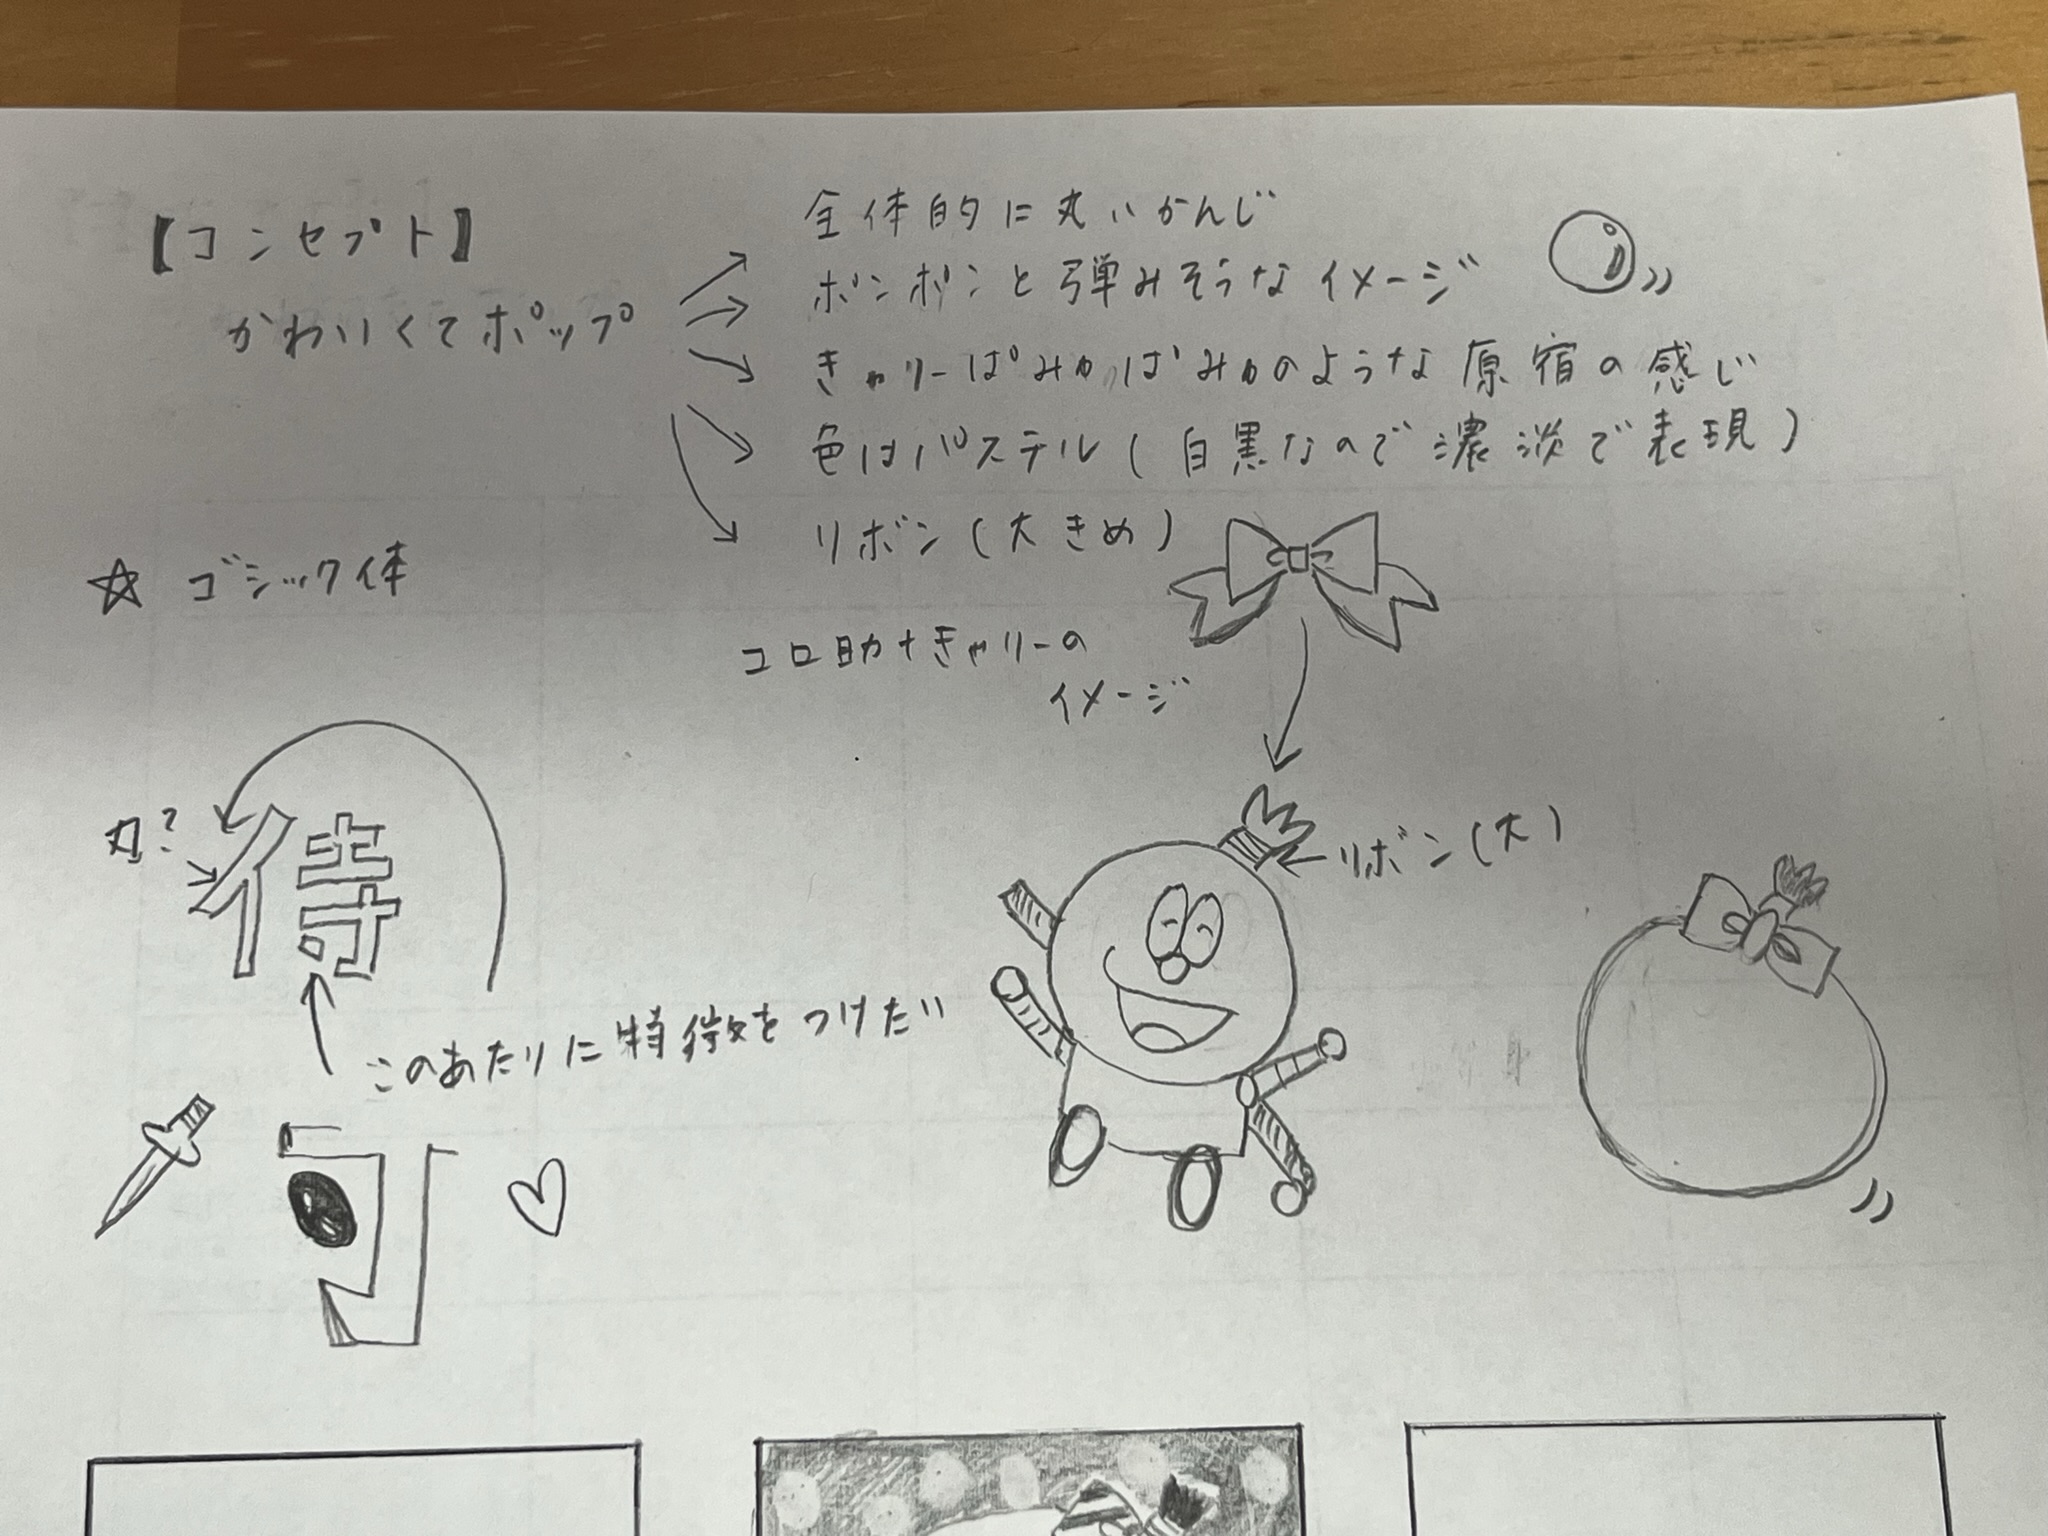 【コンセプト】
かわいくてポップ
全体的に丸いかんじ
ボンボンと弾みそうなイメージ
きゃりーぱみゅぱみゅのような原宿の感じ
色はパステル(白黒なので濃淡で表現)
リボン(大きめ)
☆ ゴシック体
コロ助+きゃりーの
イメージ
丸?
侍
このあたりに特徴をつけたい
リボン(大)